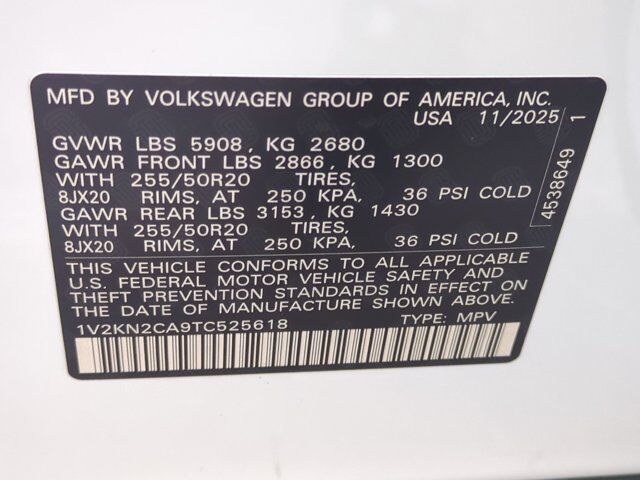 MFD BY VOLKSWAGEN GROUP OF AMERICA, INC.
USA 11/2025
GVWR LBS 5908, KG 2680
GAWR FRONT LBS 2866, KG 1300
WITH 255/50R20 TIRES,
8JX20 RIMS, AT 250 KPA, 36 PSI COLD
GAWR REAR LBS 3153, KG 1430
WITH 255/50R20 TIRES,
8JX20 RIMS, AT 250 KPA, 36 PSI COLD
THIS VEHICLE CONFORMS TO ALL APPLICABLE
U.S. FEDERAL MOTOR VEHICLE SAFETY AND
THEFT PREVENTION STANDARDS IN EFFECT ON
THE DATE OF MANUFACTURE SHOWN ABOVE.
1V2KN2CA9TC525618 TYPE: MPV
4538649 1